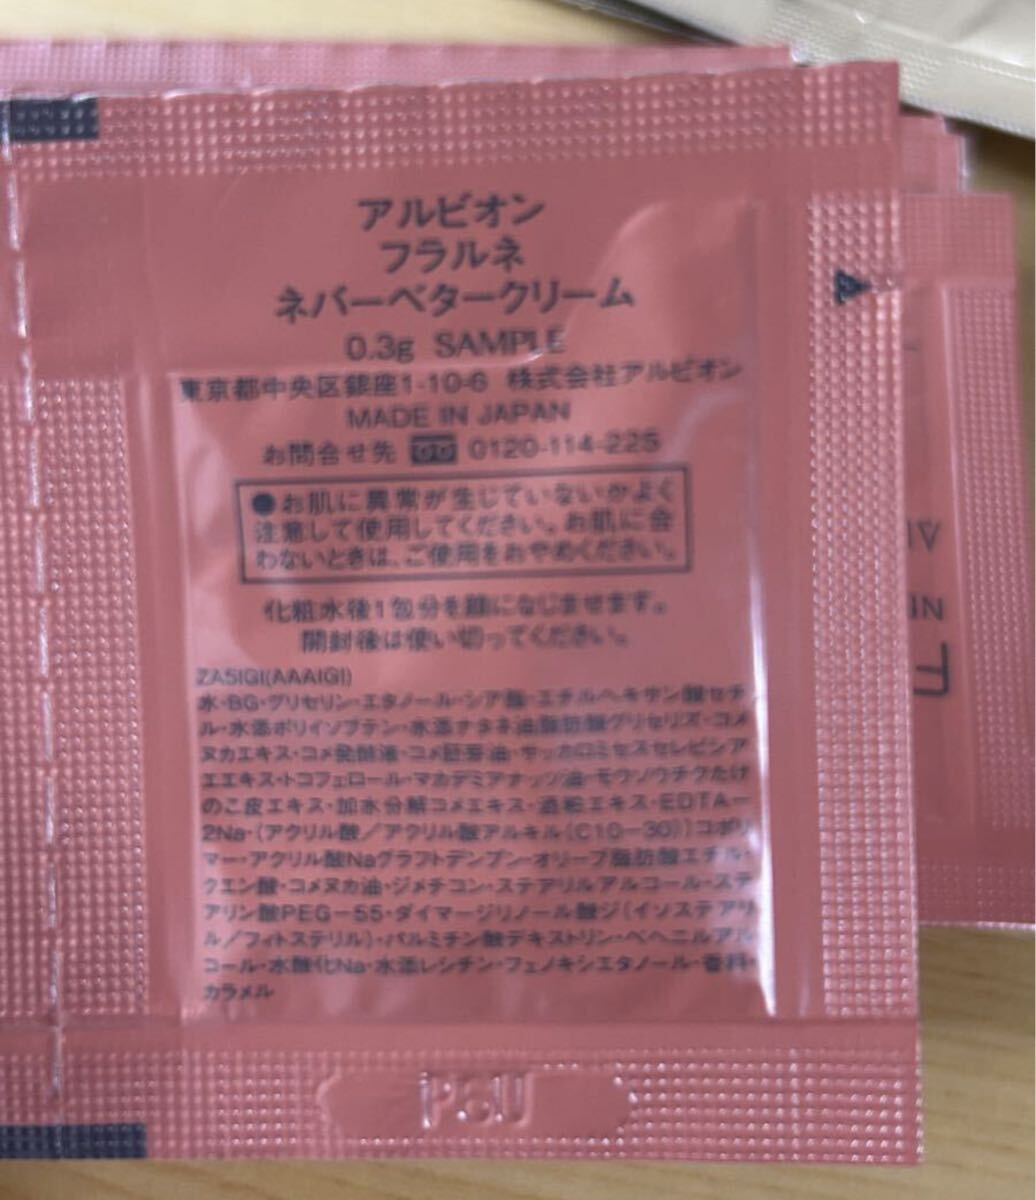 アルビオン
フラルネ
ネバーベタークリーム
0.3g SAMPLE
東京都中央区銀座1-10-6 株式会社アルビオン
MADE IN JAPAN
お問合せ先 0120-114-225
●お肌に異常が生じていないかよく
注意して使用してください。お肌に合
わないときは、ご使用をおやめください。
化粧水後1包分を顔になじませます。
開封後は使い切ってください。
ZA5IGI(AAAIGI)
水・BG・グリセリン・エタノール・シア脂・エチルヘキサン酸セチ
ル・水添ポリイソブテン・水添ナタネ油脂肪酸グリセリズ・コメ
ヌカエキス・コメ発酵液・コメ胚芽油・サッカロミセスセレビシア
エエキス・トコフェロール・マカデミアナッツ油・モウソウチクたけ
のこ皮エキス・加水分解コメエキス・酒粕エキス・EDTA-
2Na・(アクリル酸/アクリル酸アルキル(C10-30))コポリ
マー・アクリル酸Naグラフトデンプン・オリーブ脂肪酸エチル・
クエン酸・コメヌカ油・ジメチコン・ステアリルアルコール・ステ
アリン酸PEG-55・ダイマージリノール酸ジ(イソステアリ
ル/フィトステリル)・パルミチン酸デキストリン・ベヘニルアル
コール・水酸化Na・水添レシチン・フェノキシエタノール・香料・
カラメル